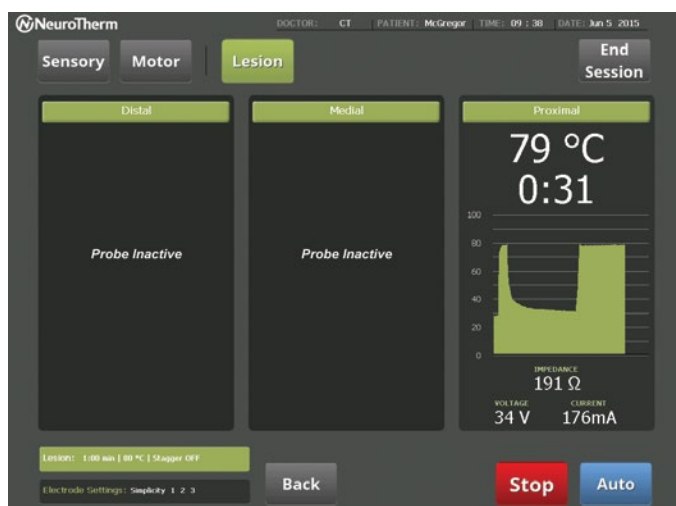 NeuroTherm
DOCTOR: CT PATIENT: McGregor TIME: 09 : 38 DATE: Jun 5 2015
Sensory Motor Lesion
End
Session
Distal Medial Proximal
79 °C
0:31
100
80
60
40
20
0
Probe Inactive Probe Inactive
IMPEDANCE
191 Ω
VOLTAGE CURRENT
34 V 176mA
Lesion: 1:00 min | 80 °C | Stagger OFF
Electrode Settings: Simplicity 1 2 3
Back Stop Auto